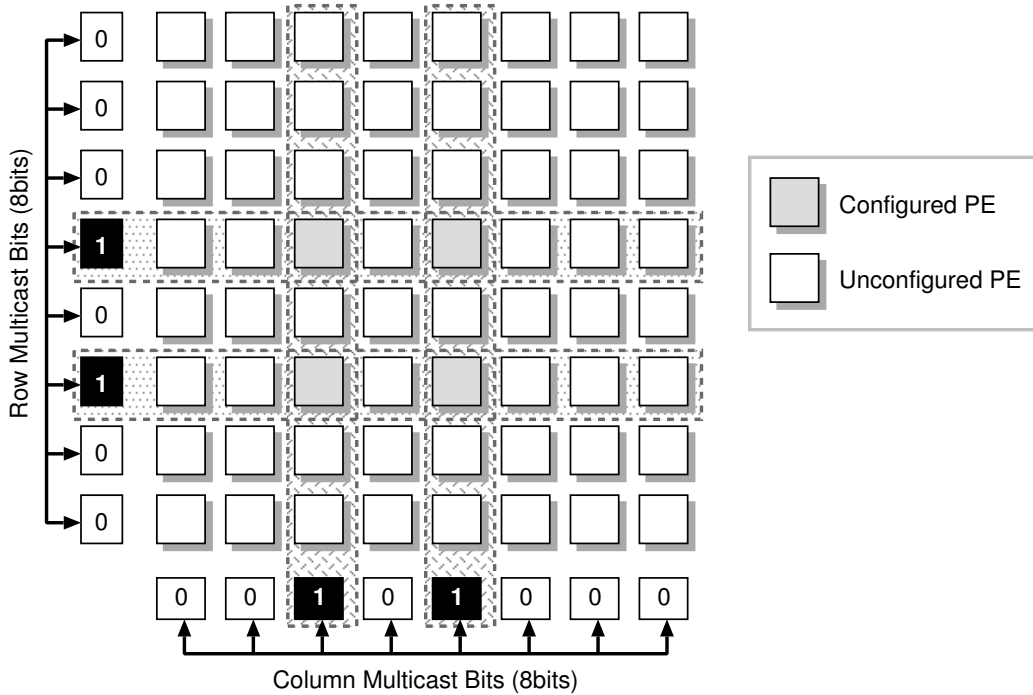 0
0
0
1
0
1
0
0
Row Multicast Bits (8bits)
0 0 1 0 1 0 0 0
Column Multicast Bits (8bits)
Configured PE
Unconfigured PE